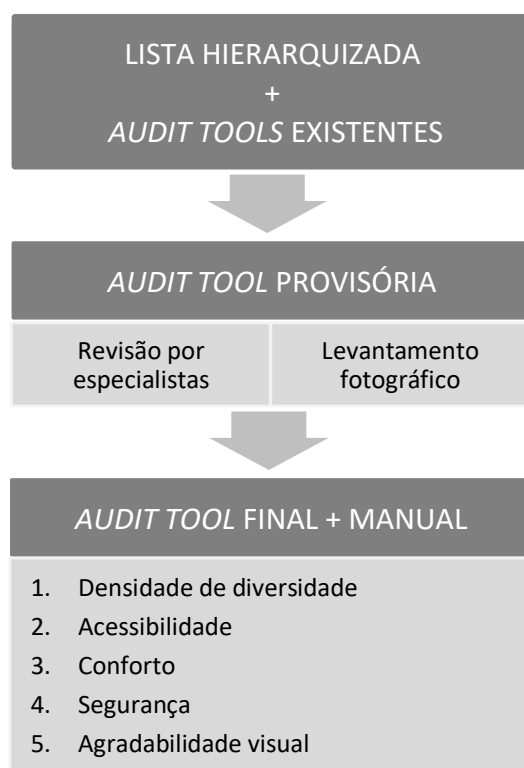 LISTA HIERARQUIZADA
+
AUDIT TOOLS EXISTENTES
AUDIT TOOL PROVISÓRIA
Revisão por
especialistas
Levantamento
fotográfico
AUDIT TOOL FINAL + MANUAL
1. Densidade de diversidade
2. Acessibilidade
3. Conforto
4. Segurança
5. Agradabilidade visual